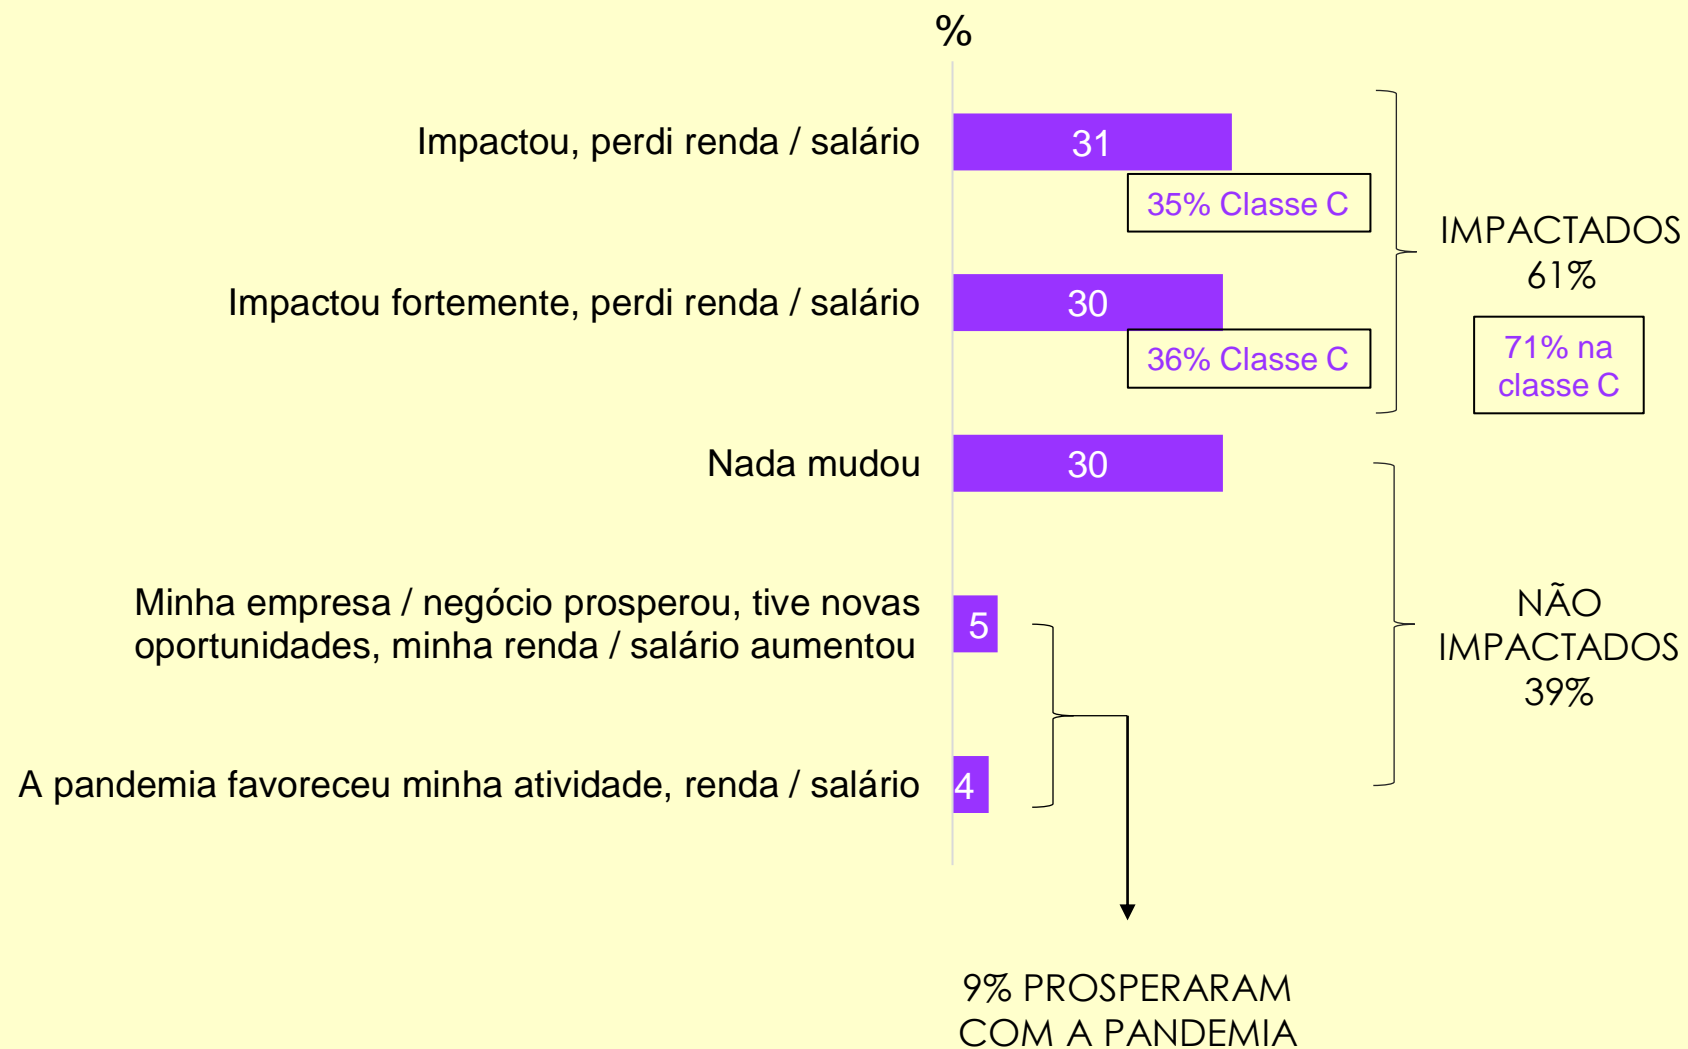 %
Impactou, perdi renda / salário
31
35% Classe C
Impactou fortemente, perdi renda / salário
30
36% Classe C
IMPACTADOS
61%
71% na
classe C
Nada mudou
30
Minha empresa / negócio prosperou, tive novas
oportunidades, minha renda / salário aumentou
5
A pandemia favoreceu minha atividade, renda / salário
4
NÃO
IMPACTADOS
39%
9% PROSPERARAM
COM A PANDEMIA